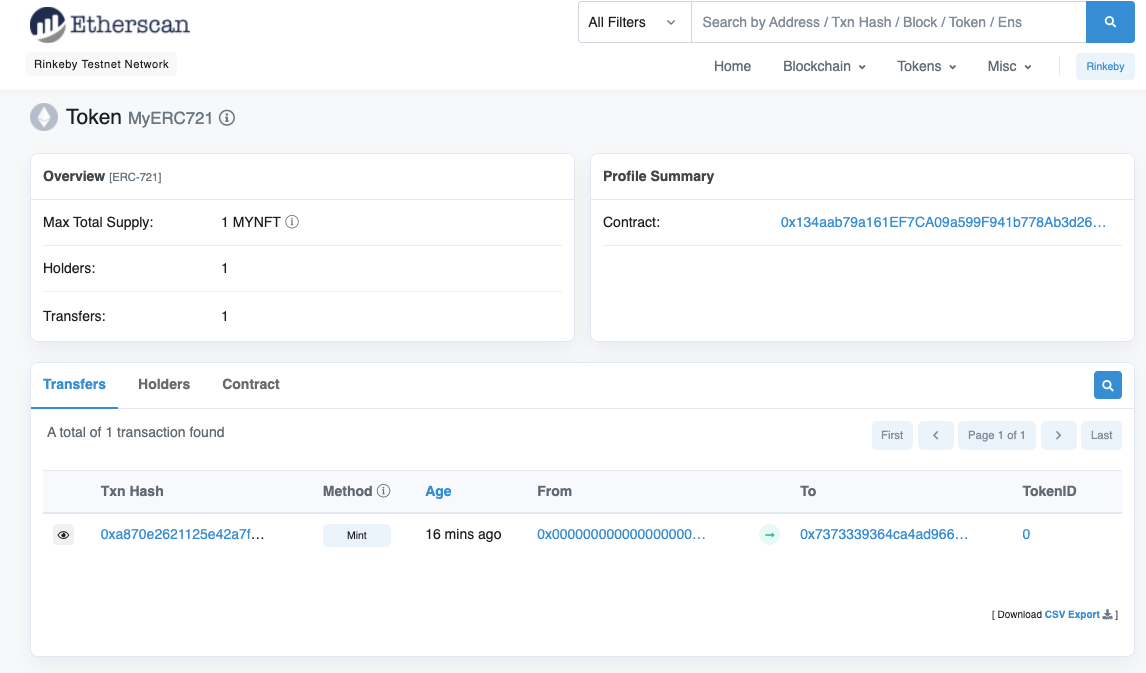 Etherscan
All Filters Search by Address / Txn Hash / Block / Token / Ens
Rinkeby Testnet Network
Home Blockchain Tokens Misc Rinkeby
Token MyERC721
Overview [ERC-721]
Max Total Supply: 1 MYNFT
Holders: 1
Transfers: 1
Profile Summary
Contract: 0x134aab79a161EF7CA09a599F941b778Ab3d26...
Transfers Holders Contract
A total of 1 transaction found
First Page 1 of 1 Last
Txn Hash Method Age From To TokenID
0xa870e2621125e42a7f... Mint 16 mins ago 0x000000000000000000... 0x7373339364ca4ad966... 0
[ Download CSV Export ]